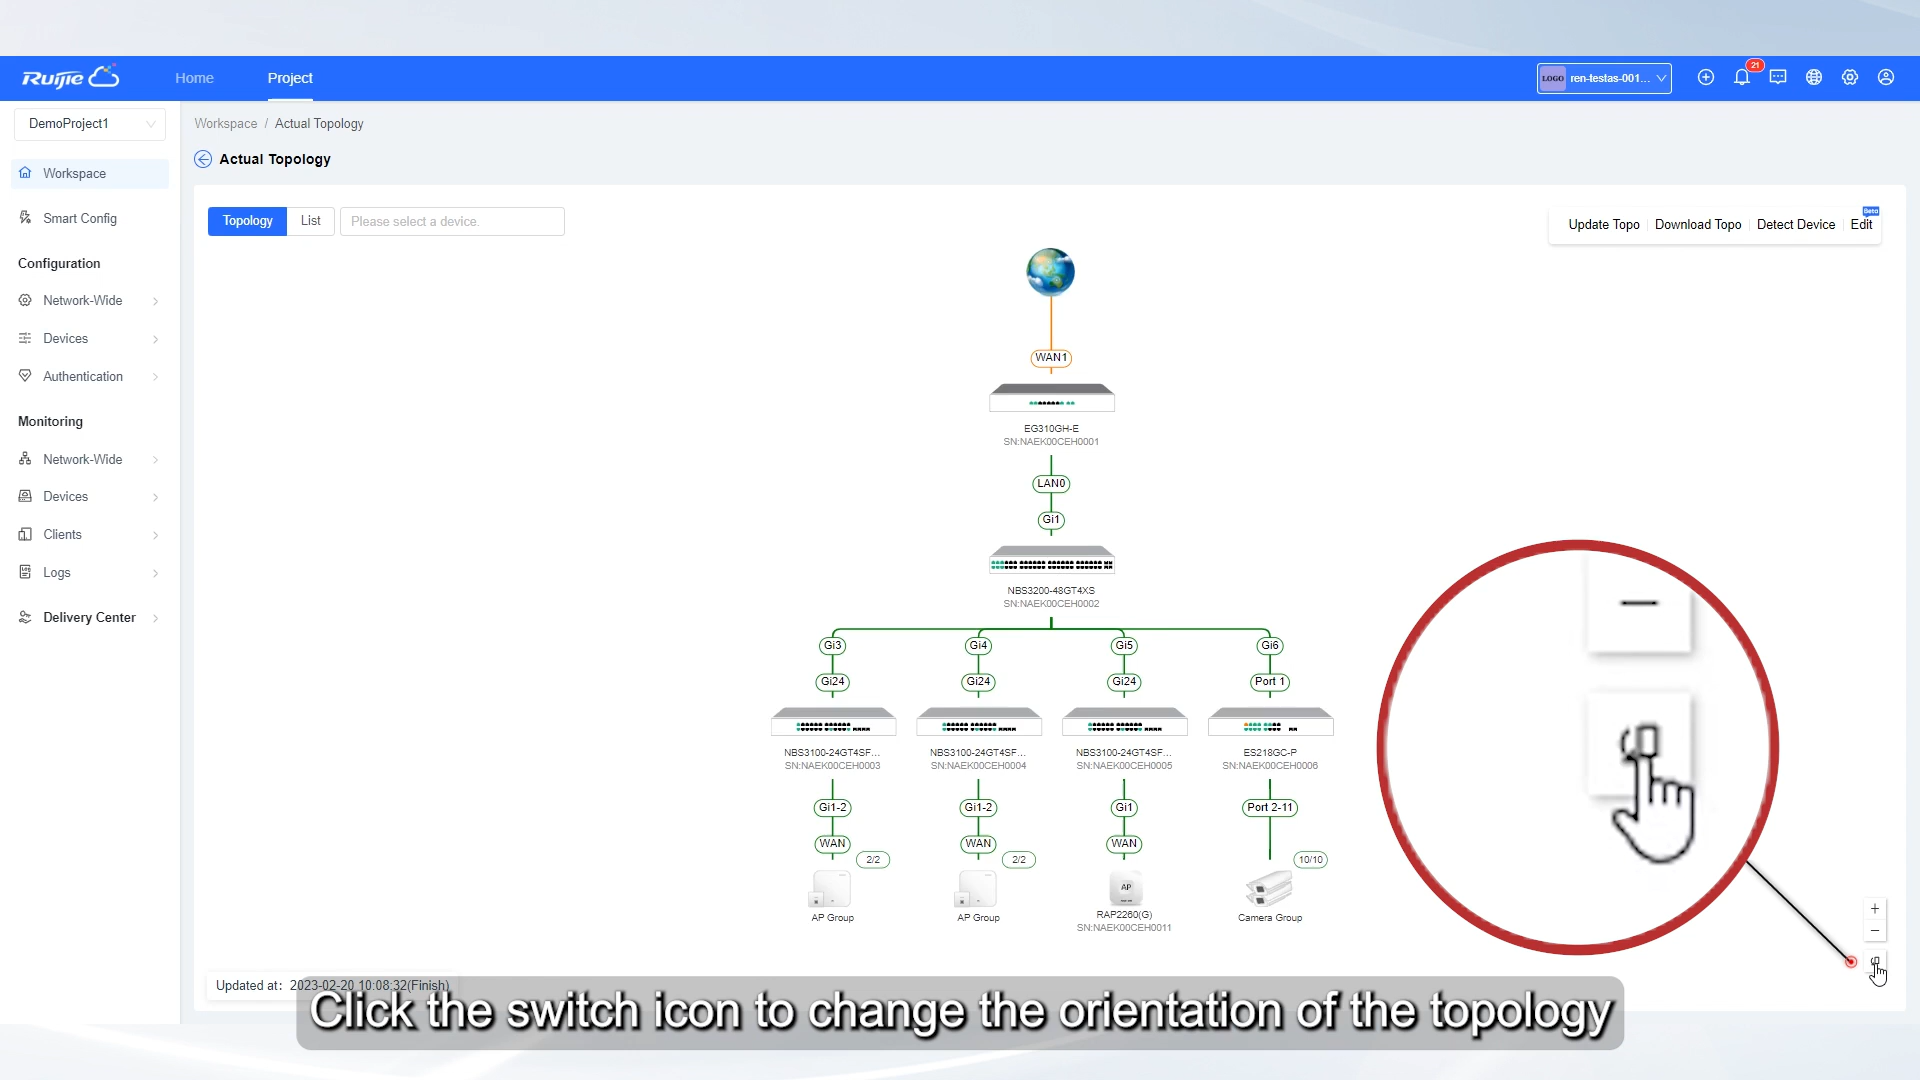 Ruijie
Home
Project
LOGO
ren-testas-001...
21
DemoProject1
Workspace
Smart Config
Configuration
Network-Wide
Devices
Authentication
Monitoring
Network-Wide
Devices
Clients
Logs
Delivery Center
Workspace / Actual Topology
Actual Topology
Topology
List
Please select a device.
Beta
Update Topo
Download Topo
Detect Device
Edit
WAN1
EG310GH-E
SN:NAEK00CEH0001
LAN0
Gi1
NBS3200-48GT4XS
SN:NAEK00CEH0002
Gi3
Gi4
Gi5
Gi6
Gi24
Gi24
Gi24
Port 1
NBS3100-24GT4SF...
SN:NAEK00CEH0003
NBS3100-24GT4SF...
SN:NAEK00CEH0004
NBS3100-24GT4SF...
SN:NAEK00CEH0005
ES218GC-P
SN:NAEK00CEH0006
Gi1-2
Gi1-2
Gi1
Port 2-11
WAN
WAN
WAN
2/2
2/2
10/10
AP
AP Group
AP Group
RAP2260(G)
SN:NAEK00CEH0011
Camera Group
Updated at: 2023-02-20 10:08:32(Finish)
Click the switch icon to change the orientation of the topology